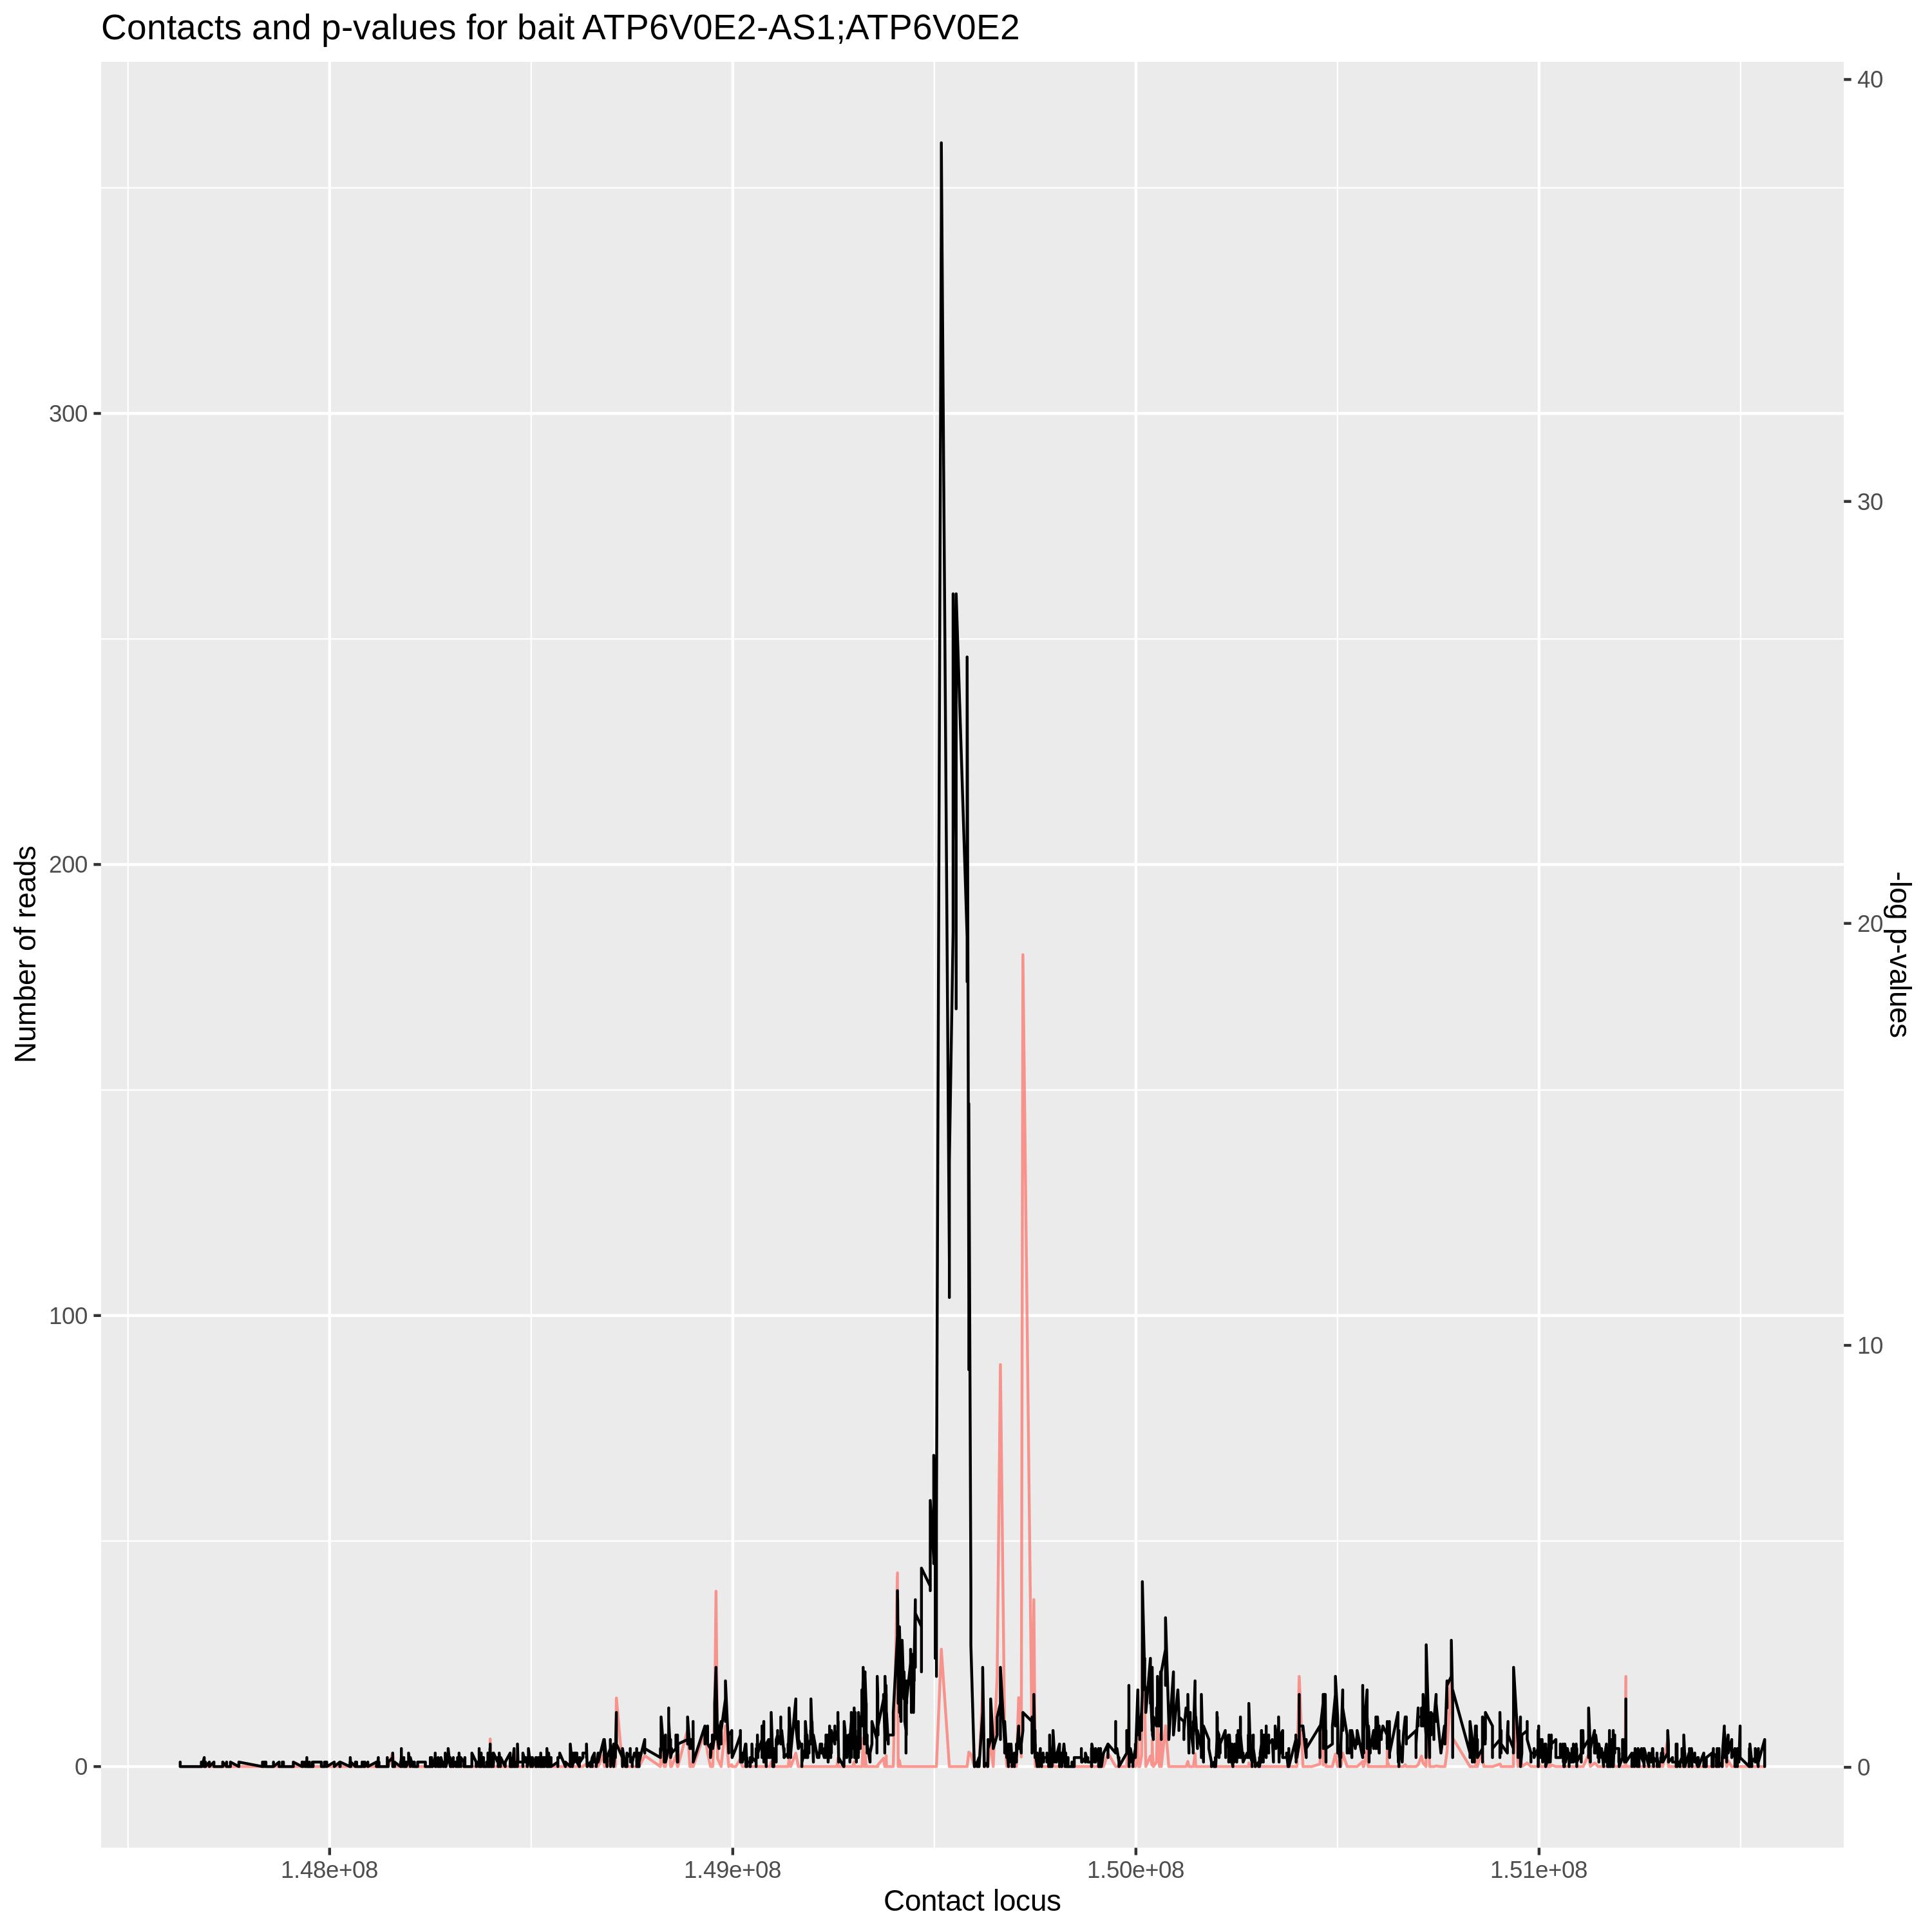 Contacts and p-values for bait ATP6V0E2-AS1;ATP6V0E2
40
300
30
200
20
Number of reads
-log p-values
100
10
0
0
1.48e+08
1.49e+08
1.50e+08
1.51e+08
Contact locus